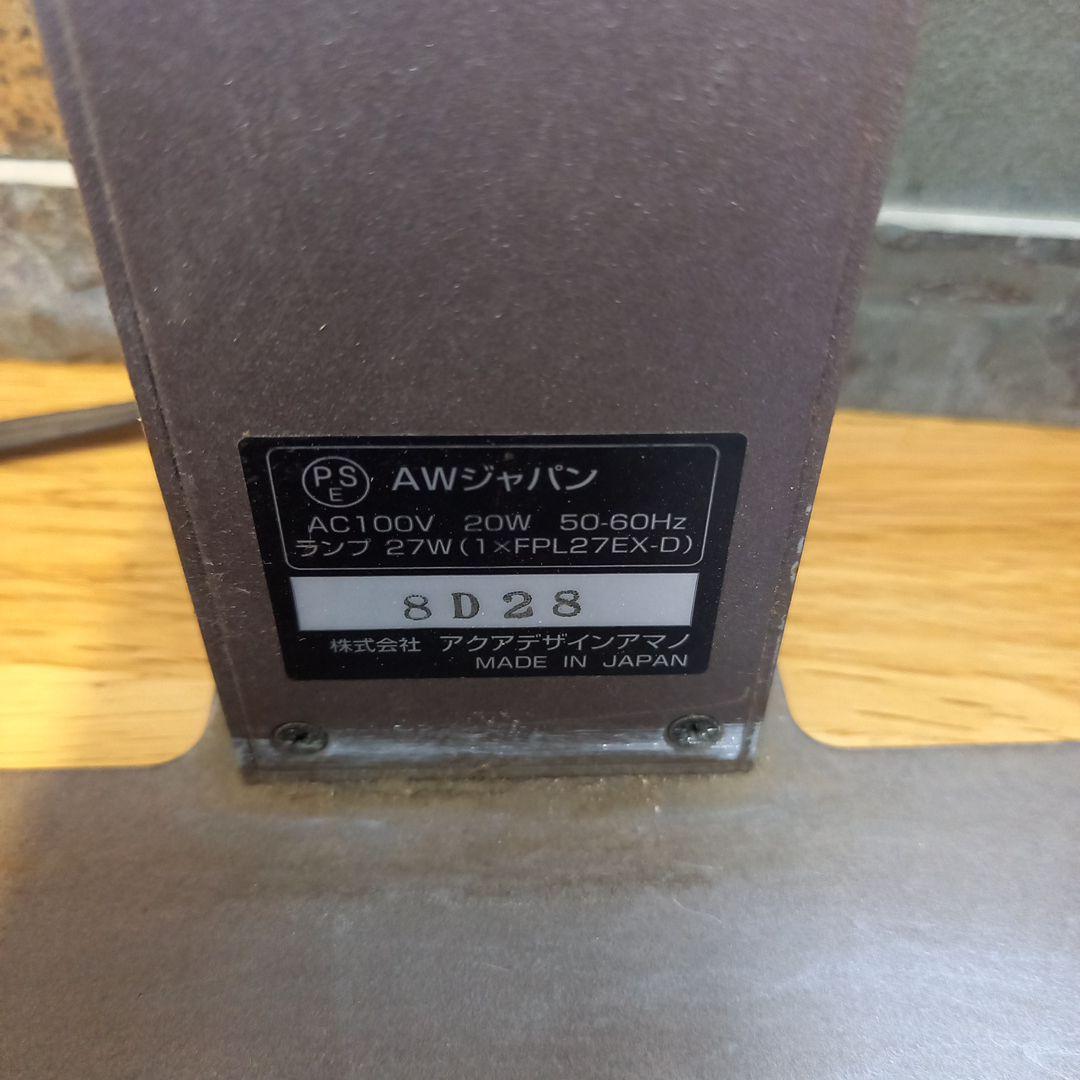 PSE AWジャパン
AC100V 20W 50-60Hz
ランプ 27W(1×FPL27EX-D)
8D28
株式会社 アクアデザインアマノ
MADE IN JAPAN